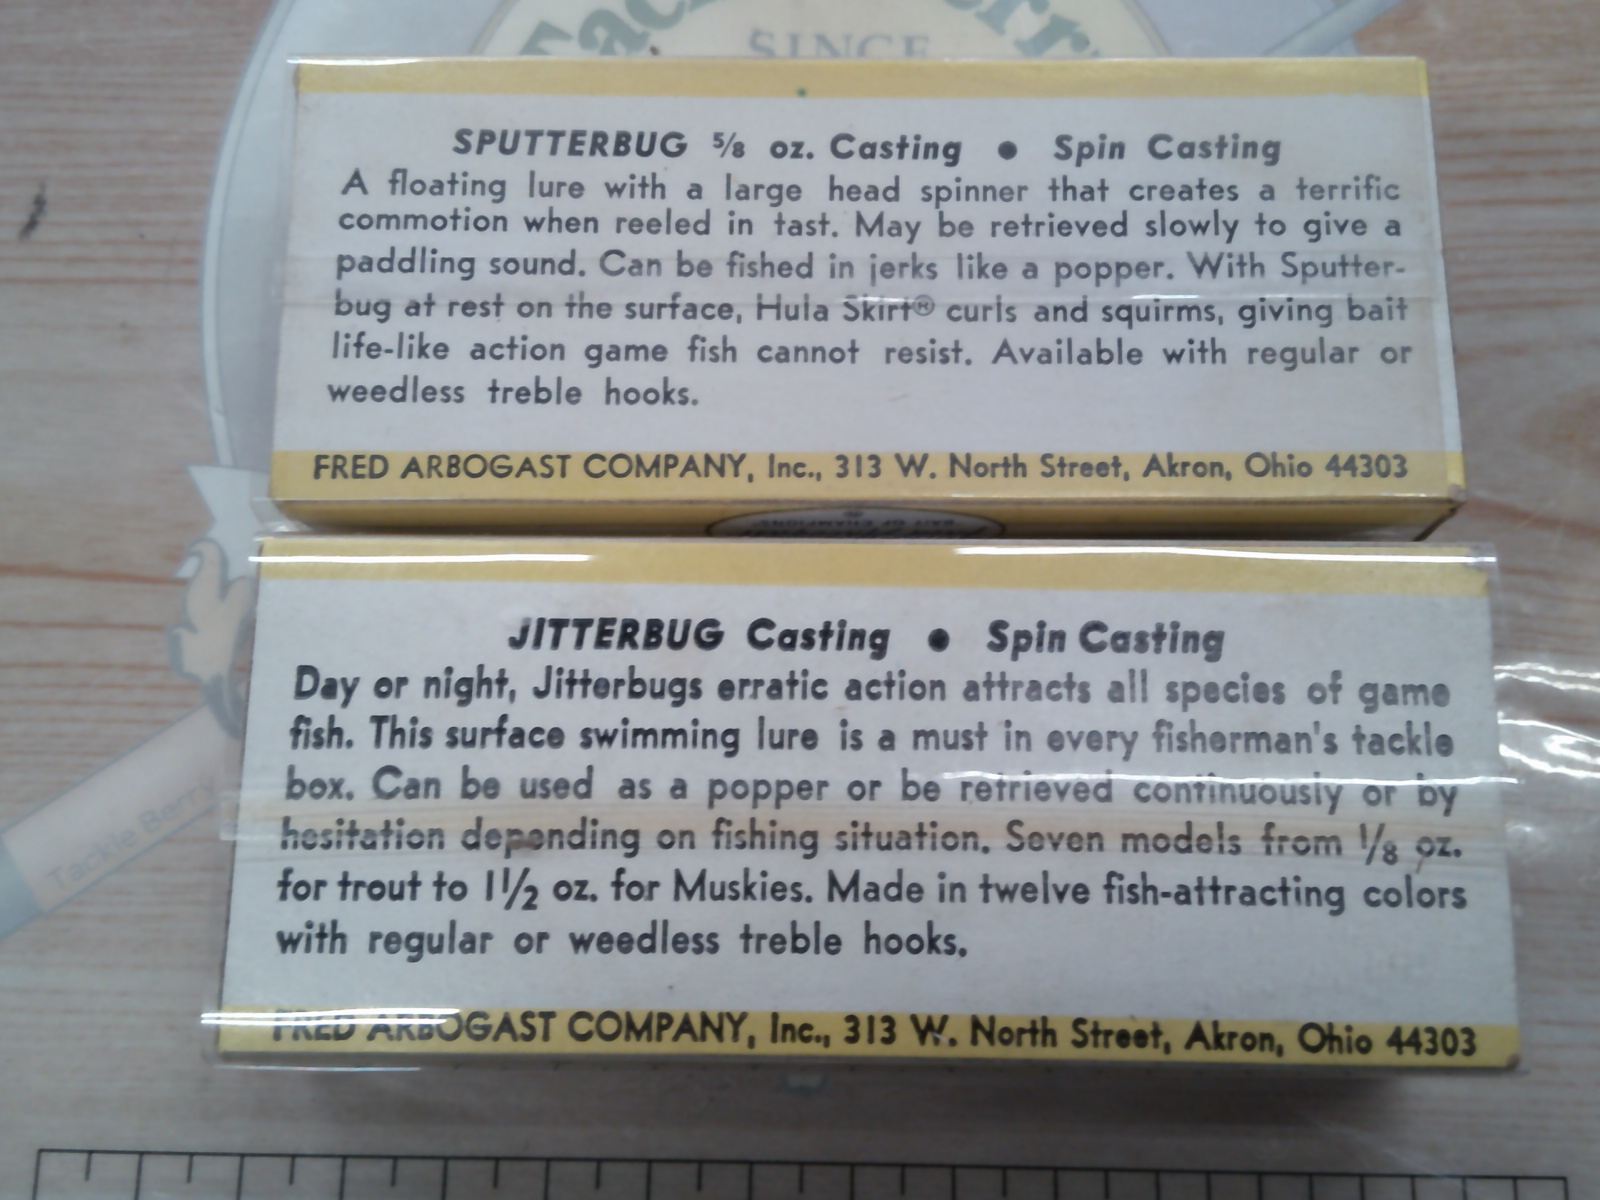 Tackle Berry
SINCE
SPUTTERBUG 5/8 oz. Casting ● Spin Casting
A floating lure with a large head spinner that creates a terrific
commotion when reeled in tast. May be retrieved slowly to give a
paddling sound. Can be fished in jerks like a popper. With Sputter-
bug at rest on the surface, Hula Skirt® curls and squirms, giving bait
life-like action game fish cannot resist. Available with regular or
weedless treble hooks.
FRED ARBOGAST COMPANY, Inc., 313 W. North Street, Akron, Ohio 44303
BAIT OF CHAMPIONS
JITTERBUG Casting ● Spin Casting
Day or night, Jitterbugs erratic action attracts all species of game
fish. This surface swimming lure is a must in every fisherman's tackle
box. Can be used as a popper or be retrieved continuously or by
hesitation depending on fishing situation. Seven models from 1/8 oz.
for trout to 1 1/2 oz. for Muskies. Made in twelve fish-attracting colors
with regular or weedless treble hooks.
FRED ARBOGAST COMPANY, Inc., 313 W. North Street, Akron, Ohio 44303
Tackle Berry